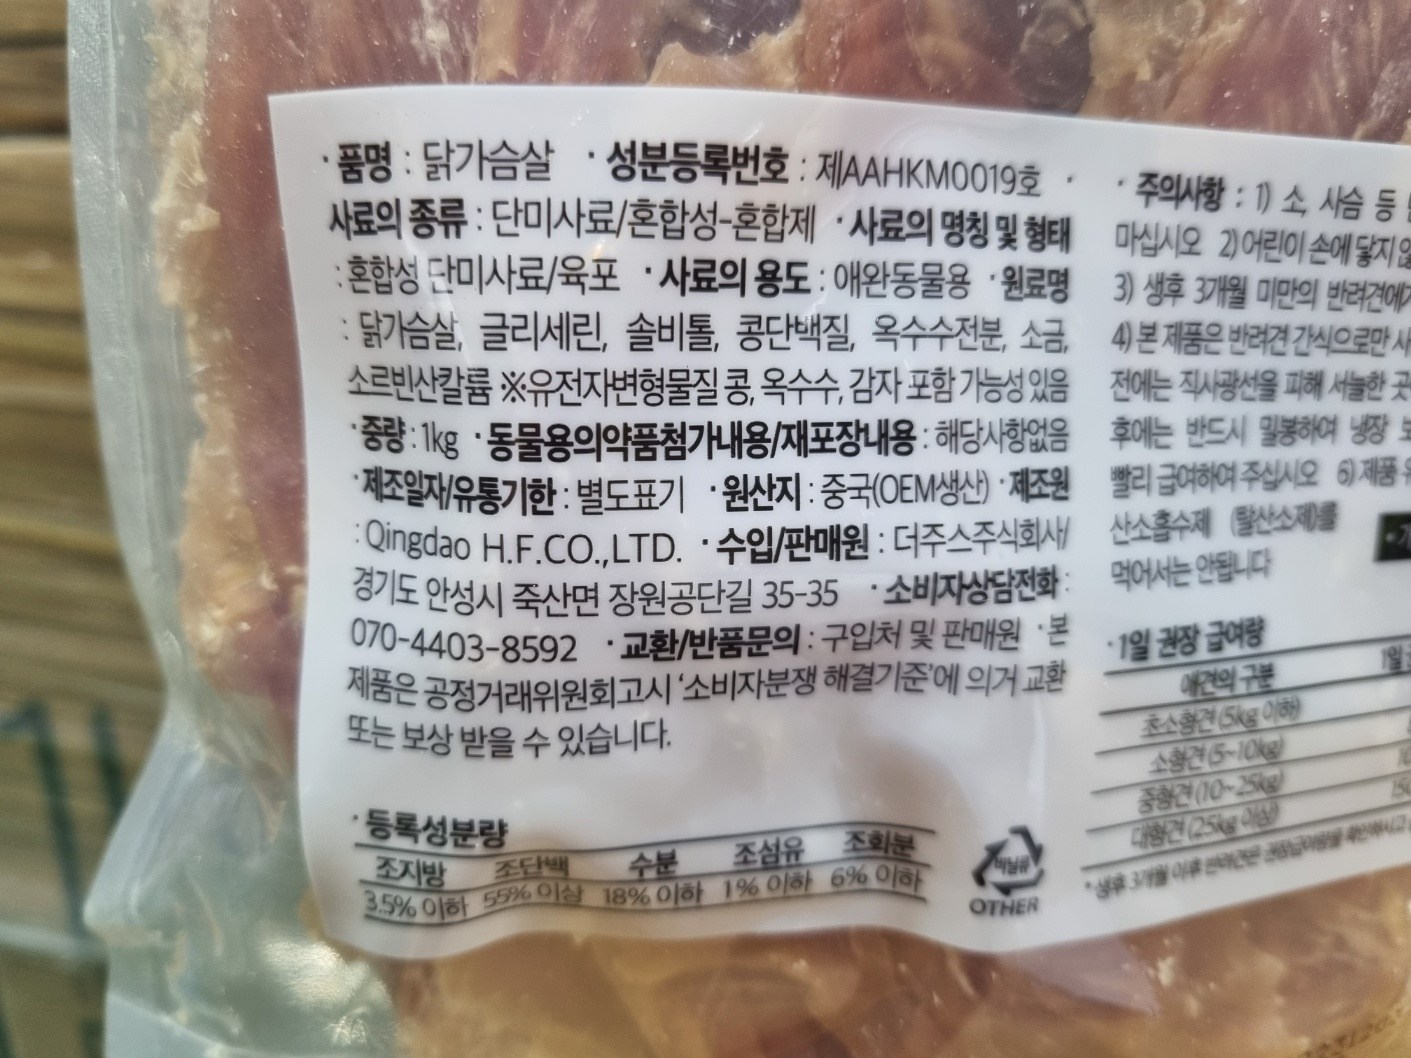 · 품명 : 닭가슴살 · 성분등록번호 : 제AAHKM0019호 ·
사료의 종류 : 단미사료/혼합성-혼합제 · 사료의 명칭 및 형태
: 혼합성 단미사료/육포 · 사료의 용도 : 애완동물용 · 원료명
: 닭가슴살, 글리세린, 솔비톨, 콩단백질, 옥수수전분, 소금,
소르빈산칼륨 ※유전자변형물질 콩, 옥수수, 감자 포함 가능성 있음
· 중량 : 1kg · 동물용의약품첨가내용/재포장내용 : 해당사항없음
· 제조일자/유통기한 : 별도표기 · 원산지 : 중국(OEM생산) · 제조원
: Qingdao H.F.CO.,LTD. · 수입/판매원 : 더주스주식회사/
경기도 안성시 죽산면 장원공단길 35-35 · 소비자상담전화 :
070-4403-8592 · 교환/반품문의 : 구입처 및 판매원 · 본
제품은 공정거래위원회고시 '소비자분쟁 해결기준'에 의거 교환
또는 보상 받을 수 있습니다.
· 등록성분량
조지방 조단백 수분 조섬유 조회분
3.5% 이하 55% 이상 18% 이하 1% 이하 6% 이하
비닐류
OTHER
· 주의사항 : 1) 소, 사슴 등
마십시오 2) 어린이 손에 닿지
3) 생후 3개월 미만의 반려견에
4) 본 제품은 반려견 간식으로만
전에는 직사광선을 피해 서늘한
후에는 반드시 밀봉하여 냉장
빨리 급여하여 주십시오 6) 제품
산소흡수제 (탈산소제)를
먹어서는 안됩니다
· 1일 권장 급여량
애견의 구분
초소형견 (5kg 이하)
소형견 (5~10kg)
중형견 (10~25kg)
대형견 (25kg 이상)
* 생후 3개월 이후 반려견은